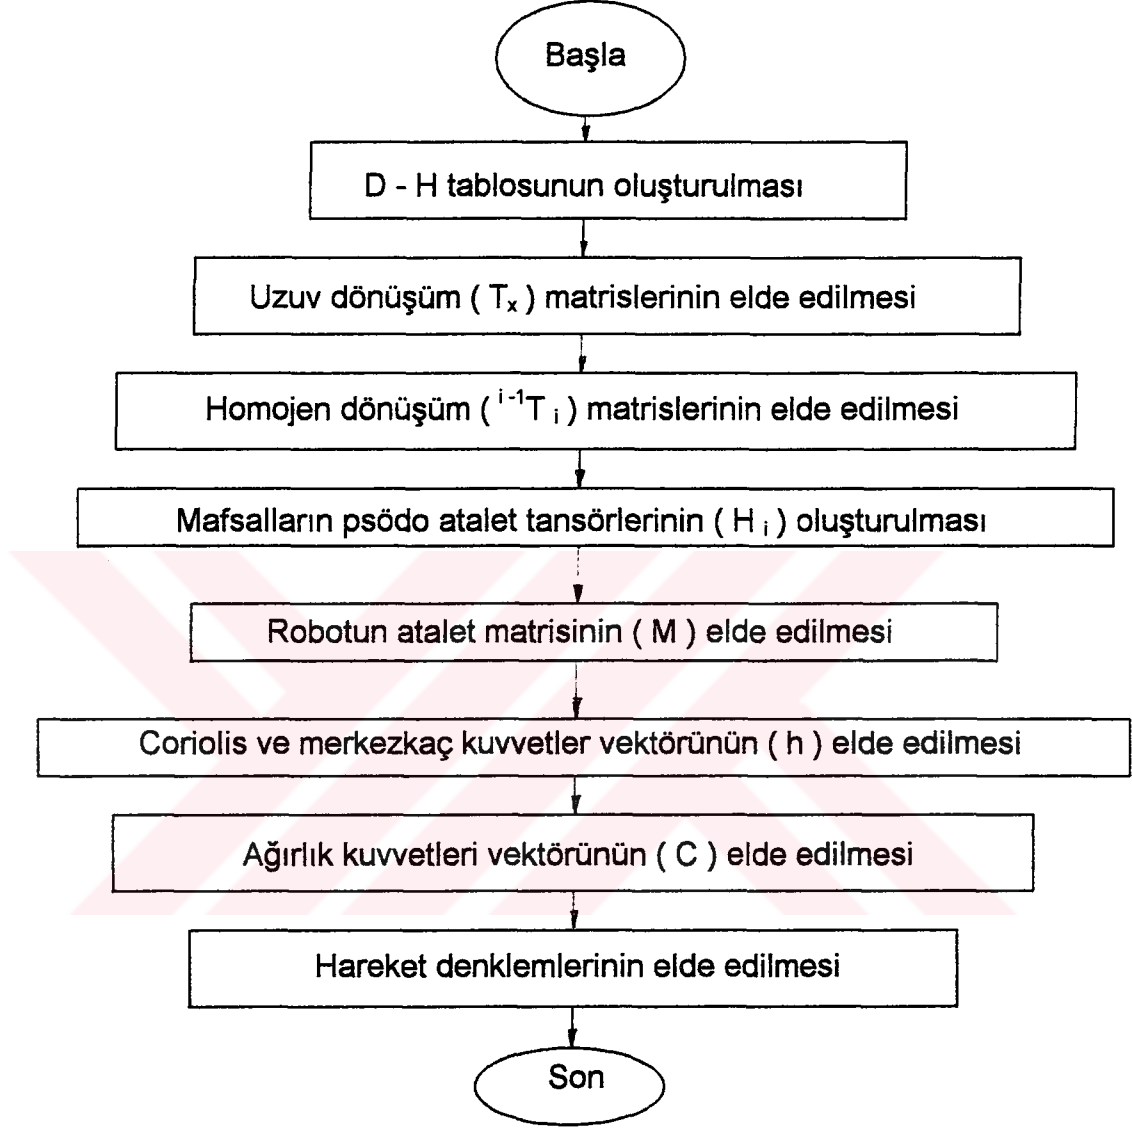 Başla
D - H tablosunun oluşturulması
Uzuv dönüşüm ( Tₓ ) matrislerinin elde edilmesi
Homojen dönüşüm ( ⁱ⁻¹T ᵢ ) matrislerinin elde edilmesi
Mafsalların psödo atalet tansörlerinin ( H ᵢ ) oluşturulması
Robotun atalet matrisinin ( M ) elde edilmesi
Coriolis ve merkezkaç kuvvetler vektörünün ( h ) elde edilmesi
Ağırlık kuvvetleri vektörünün ( C ) elde edilmesi
Hareket denklemlerinin elde edilmesi
Son